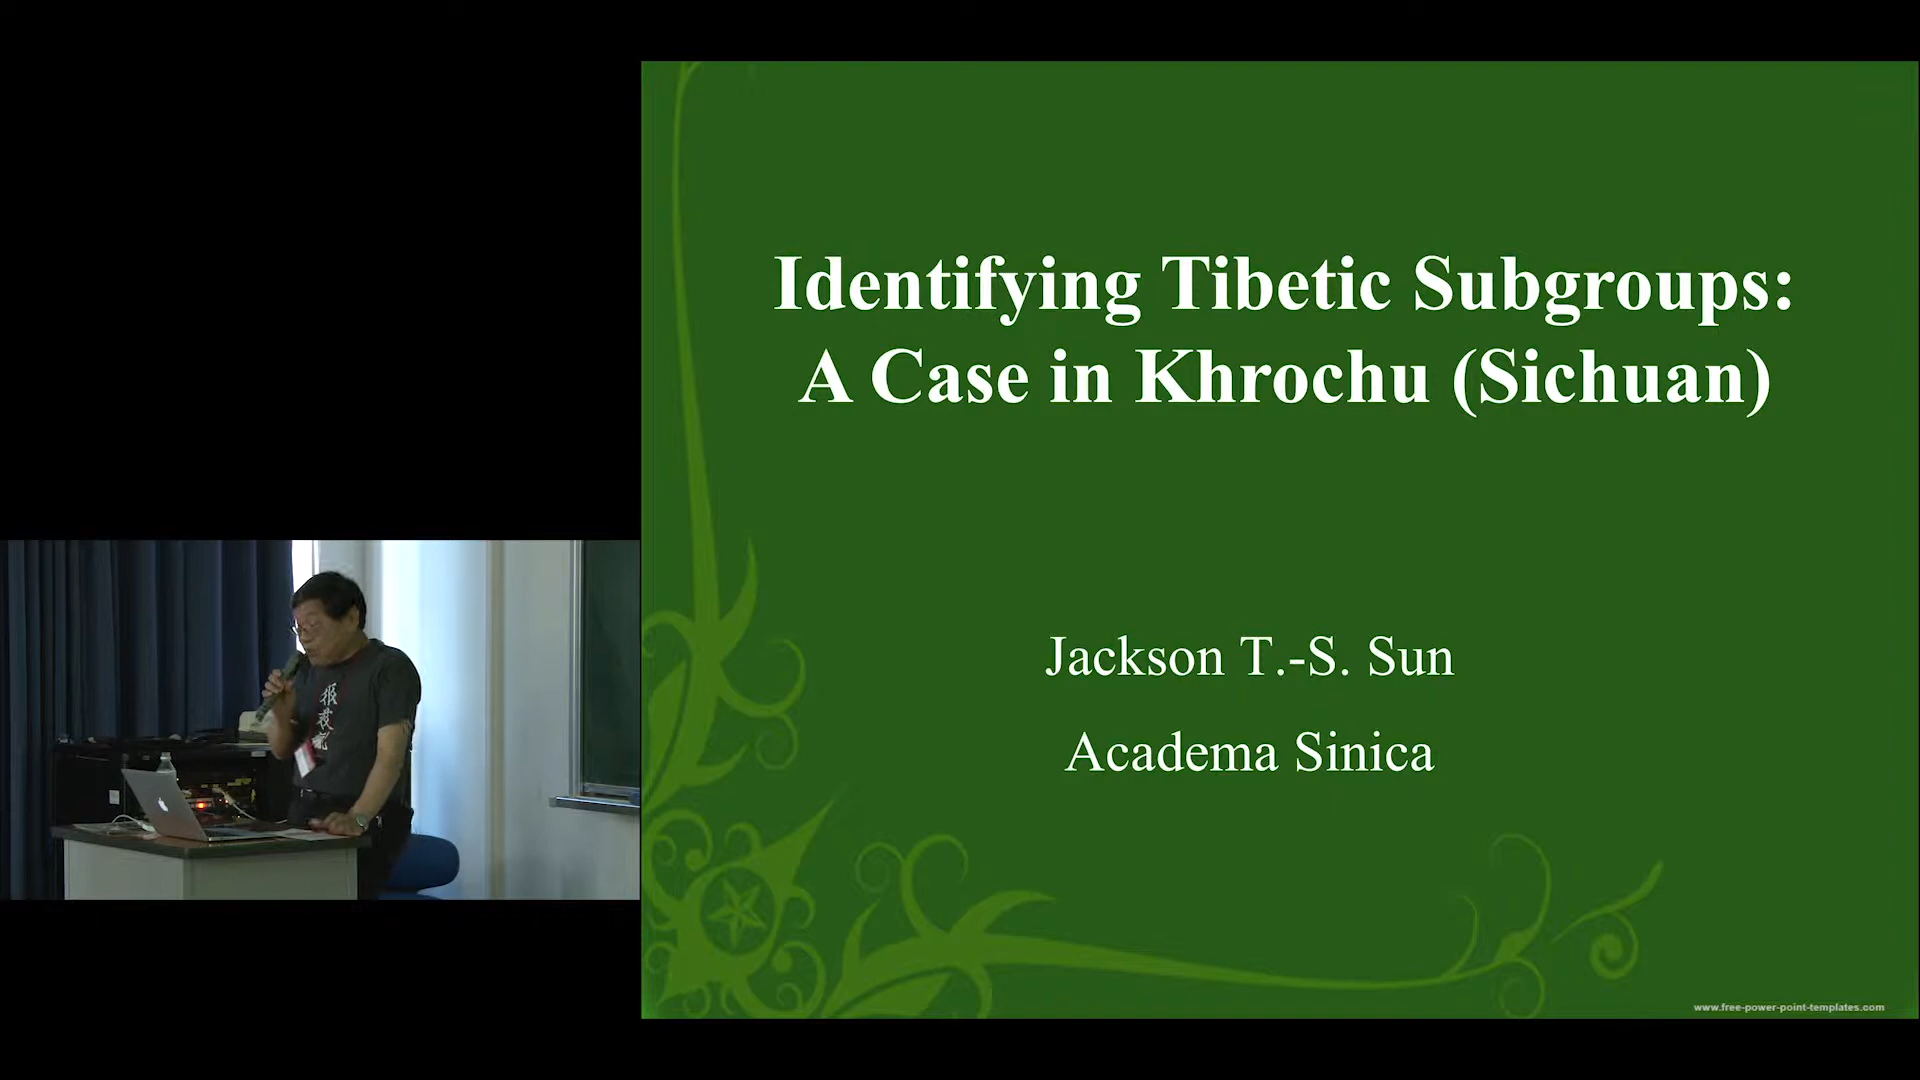 Identifying Tibetic Subgroups:
A Case in Khrochu (Sichuan)
Jackson T.-S. Sun
Academa Sinica
www.free-power-point-templates.com